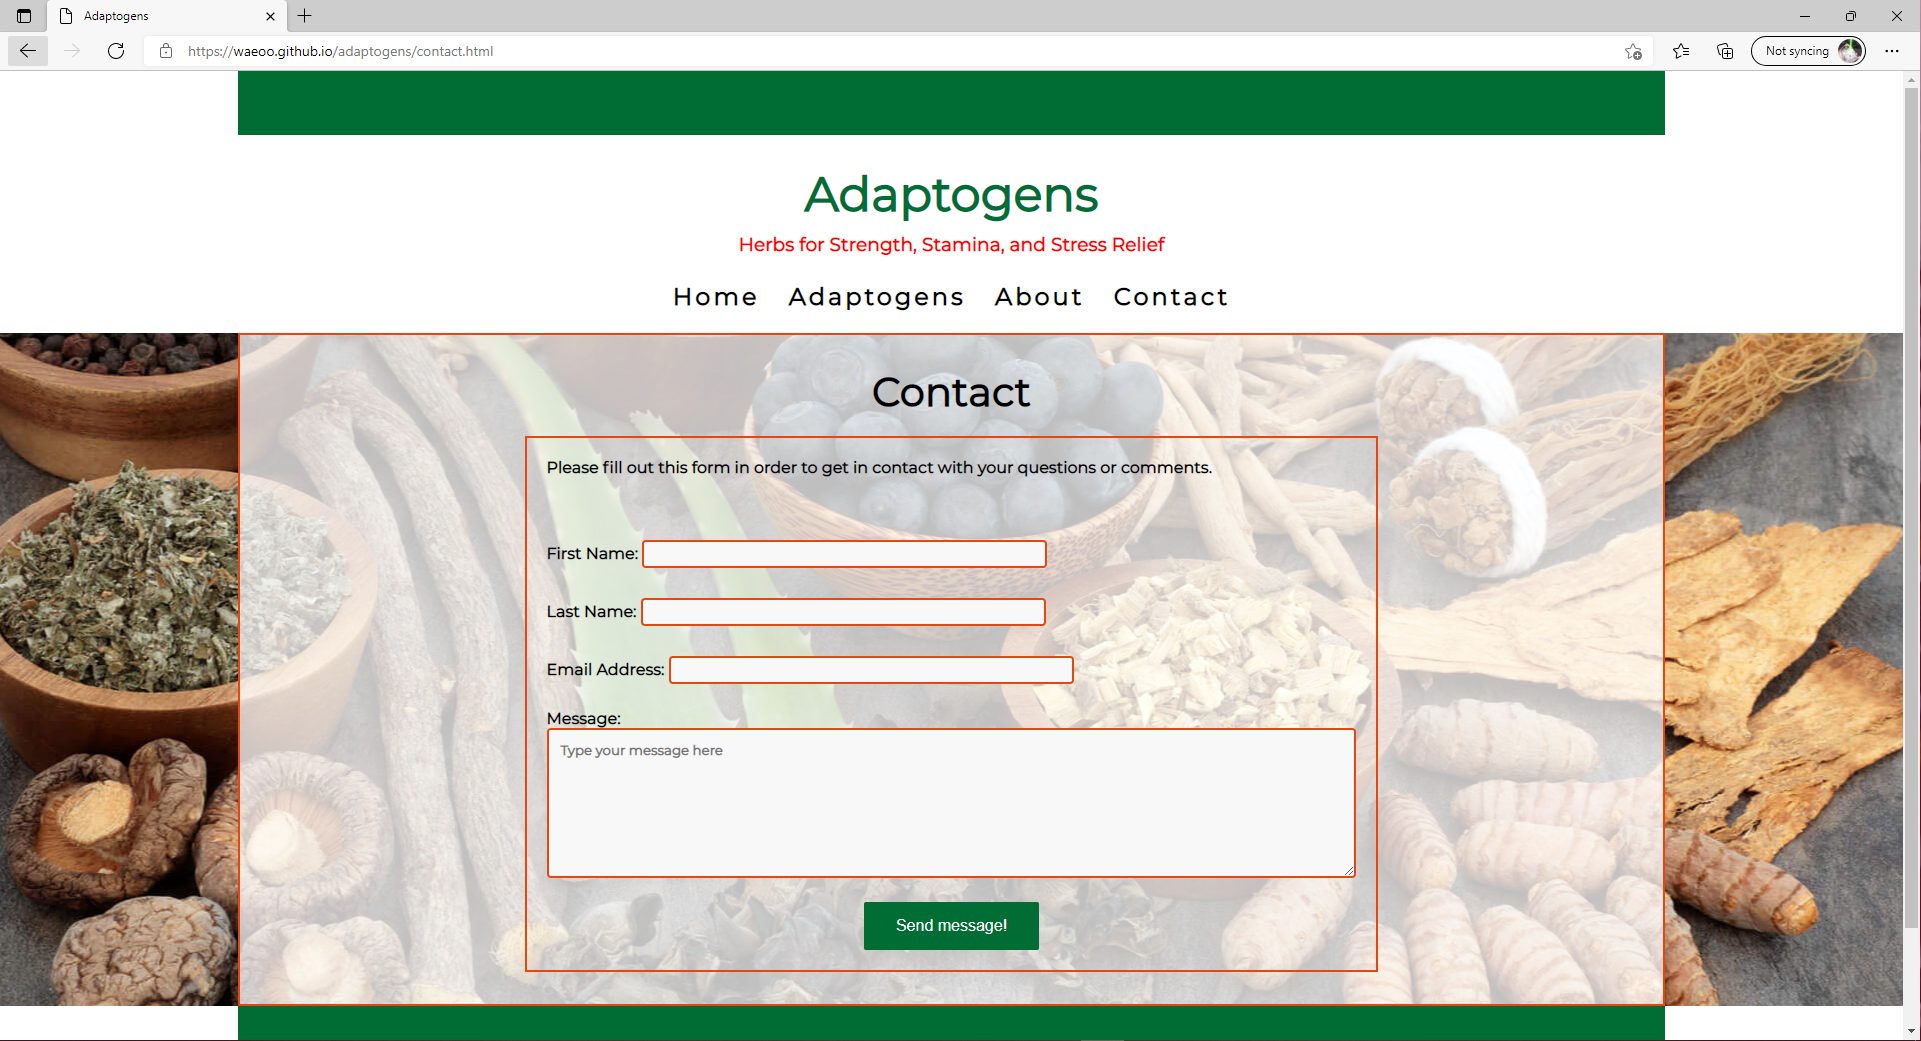 Adaptogens
https://waeoo.github.io/adaptogens/contact.html
Not syncing
Adaptogens
Herbs for Strength, Stamina, and Stress Relief
Home Adaptogens About Contact
Contact
Please fill out this form in order to get in contact with your questions or comments.
First Name:
Last Name:
Email Address:
Message:
Type your message here
Send message!